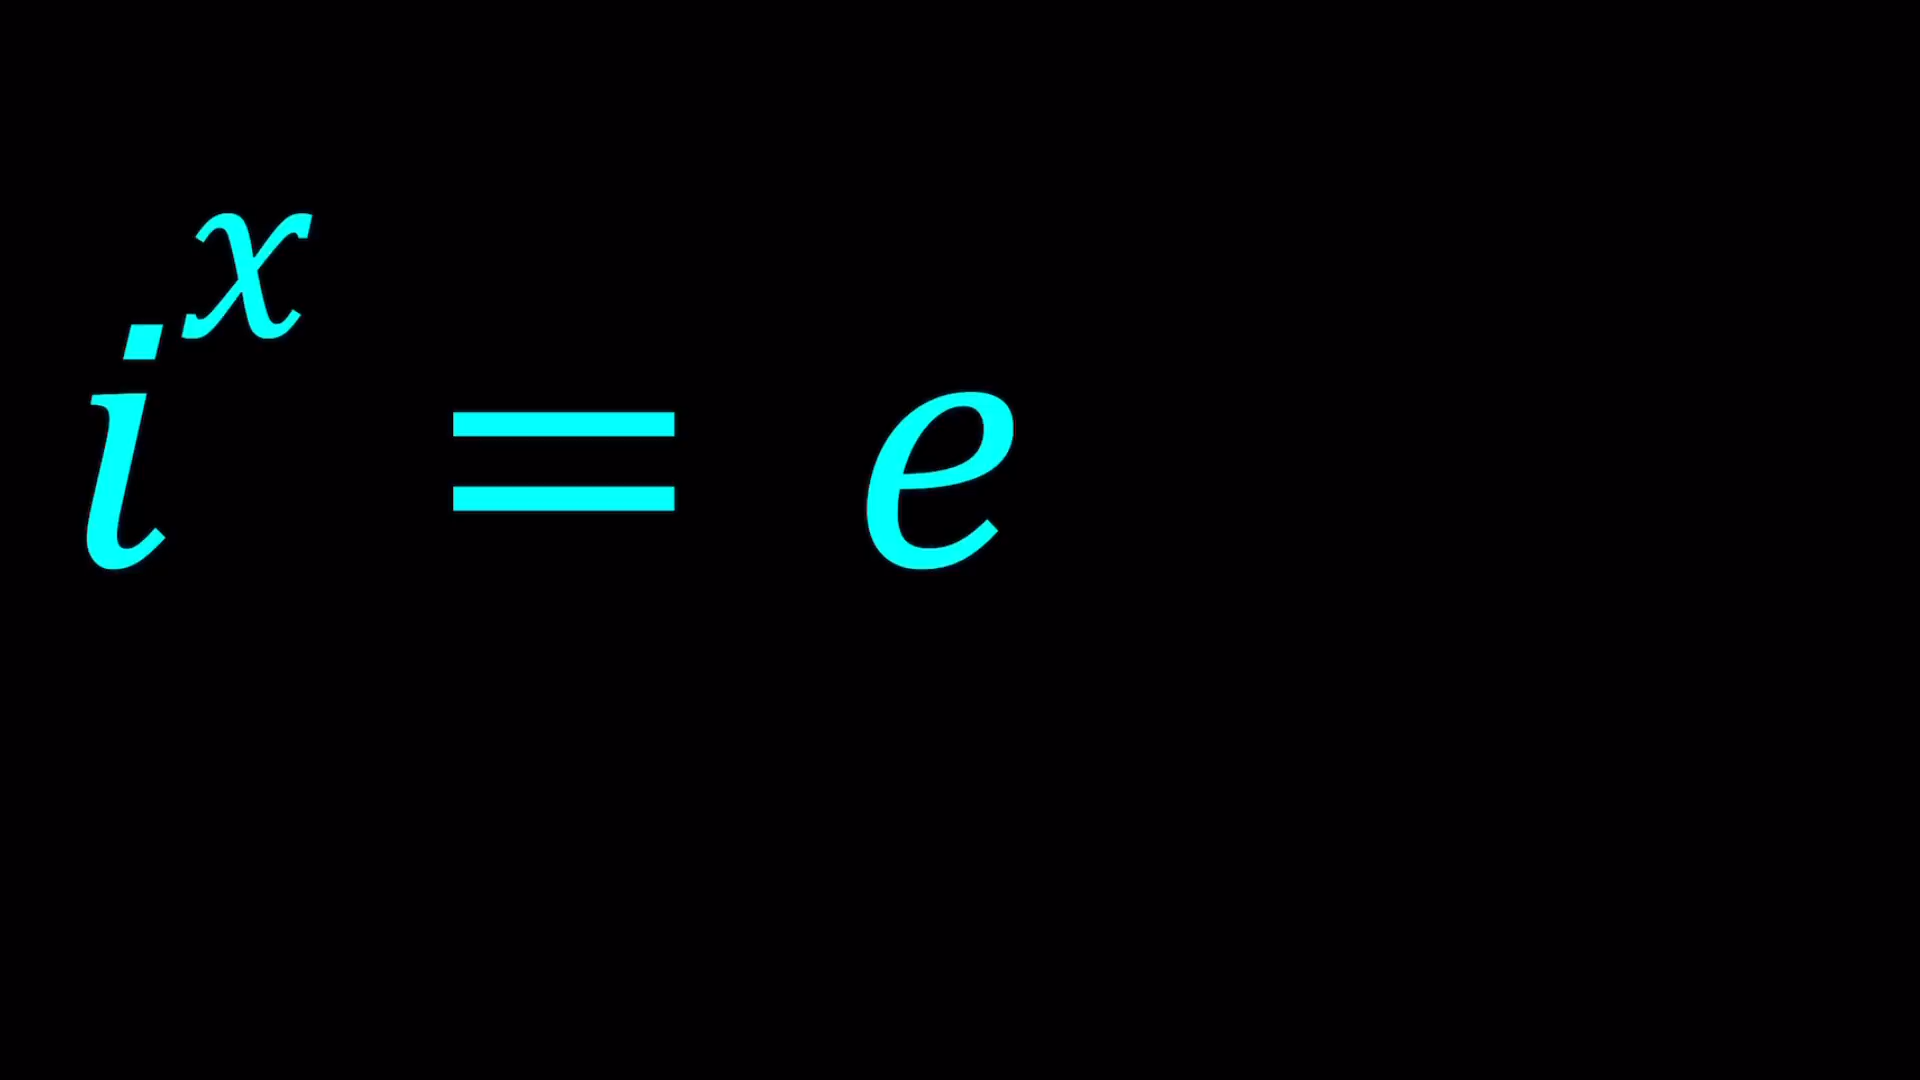 i^x = e